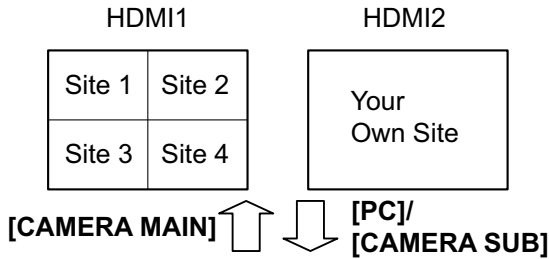 HDMI1 HDMI2
Site 1 Site 2
Your
Own Site
Site 3 Site 4
[CAMERA MAIN]
[PC]/
[CAMERA SUB]